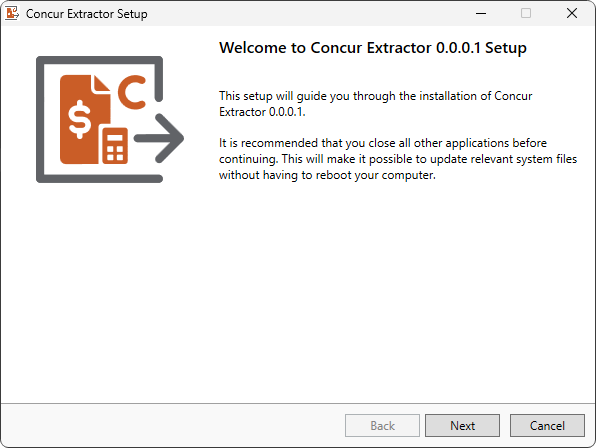 Concur Extractor Setup
Welcome to Concur Extractor 0.0.0.1 Setup
$ C
This setup will guide you through the installation of Concur
Extractor 0.0.0.1.
It is recommended that you close all other applications before
continuing. This will make it possible to update relevant system files
without having to reboot your computer.
Back Next Cancel